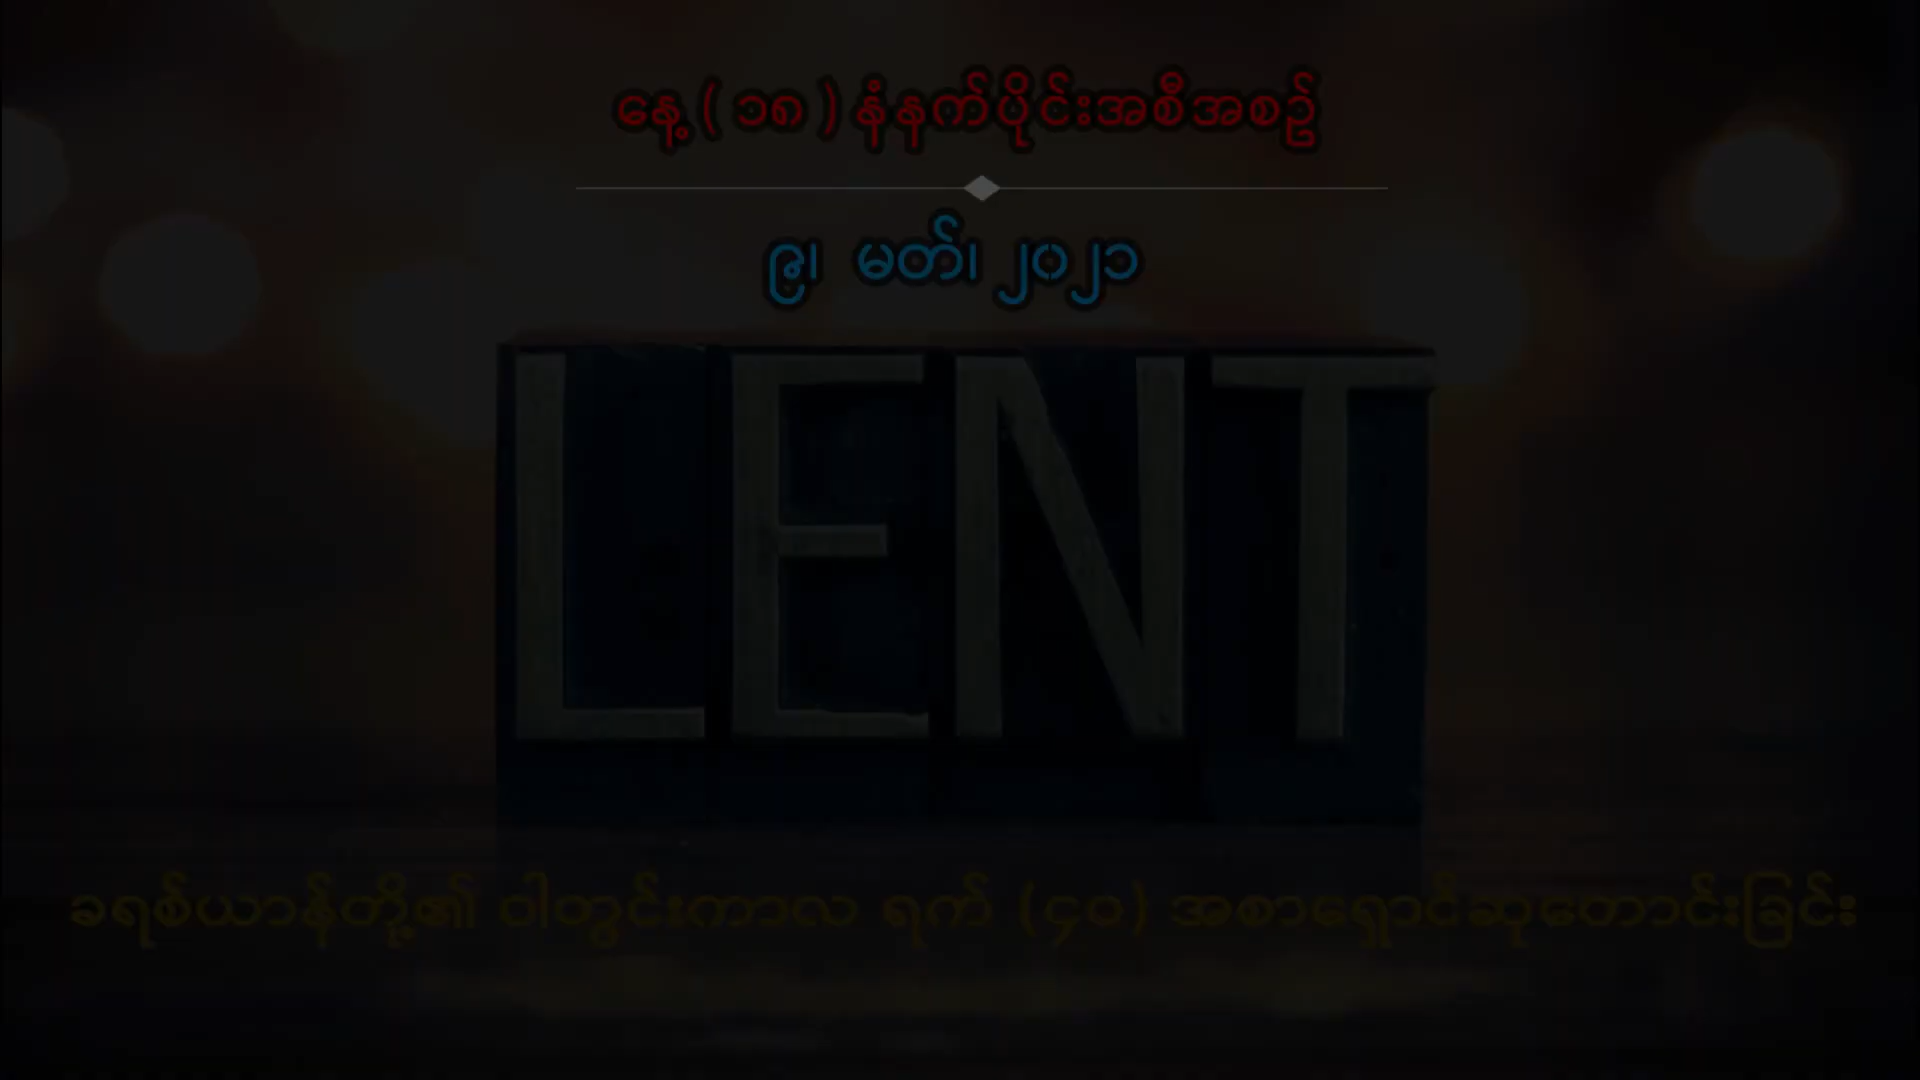 နေ့ ( ၁၈ ) နံနက်ပိုင်းအစီအစဥ်
၉၊ မတ်၊ ၂၀၂၁
LENT
ခရစ်ယာန်တို့၏ ဝါတွင်းကာလ ရက် (၄၀) အစာရှောင်ဆုတောင်းခြင်း